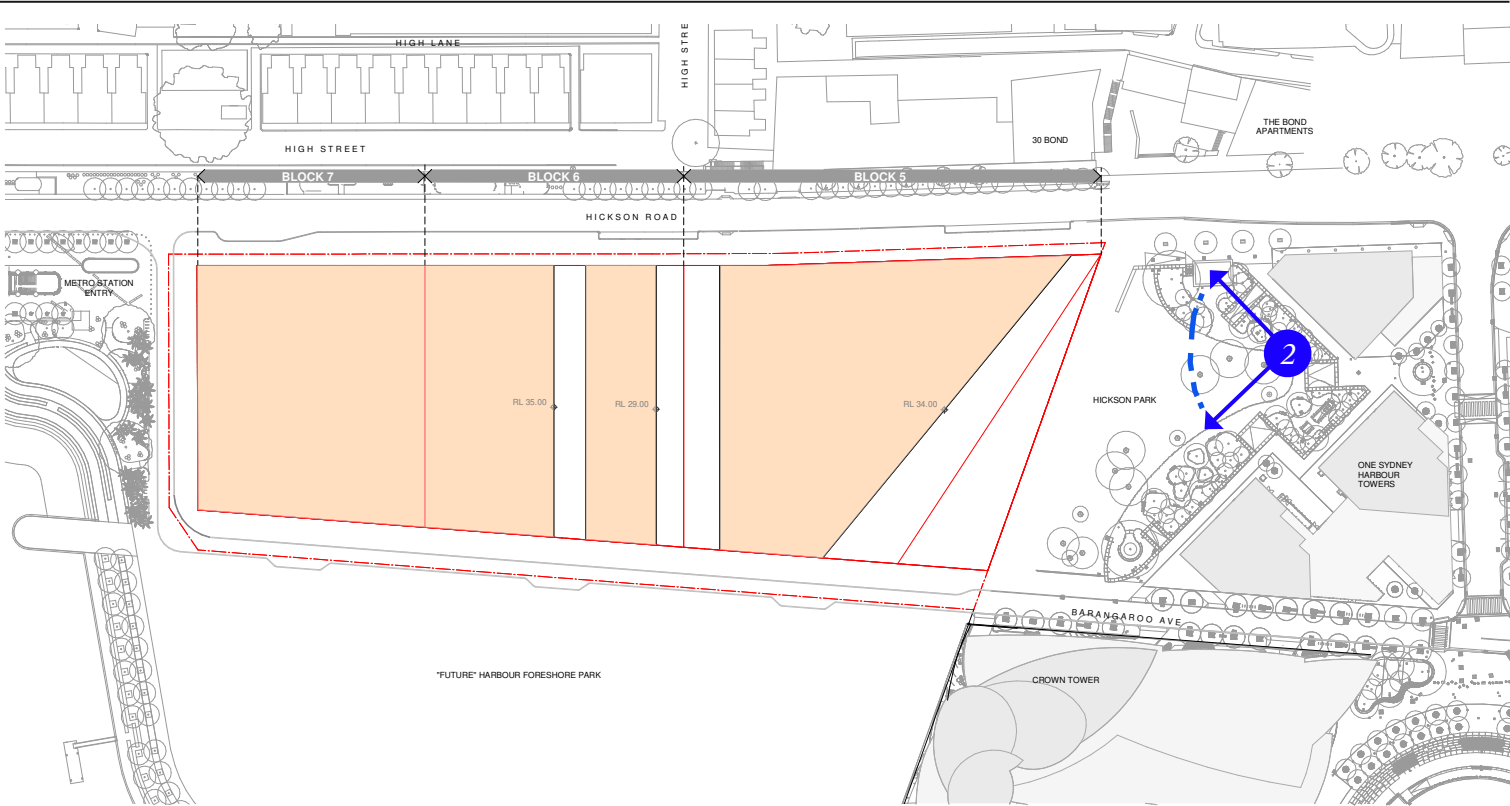 HIGH LANE
HIGH STRE
THE BOND
APARTMENTS
30 BOND
HIGH STREET
BLOCK 7
BLOCK 6
BLOCK 5
HICKSON ROAD
METRO STATION
ENTRY
2
RL 35.00
RL 29.00
RL 34.00
HICKSON PARK
ONE SYDNEY
HARBOUR
TOWERS
BARANGAROO AVE
"FUTURE" HARBOUR FORESHORE PARK
CROWN TOWER